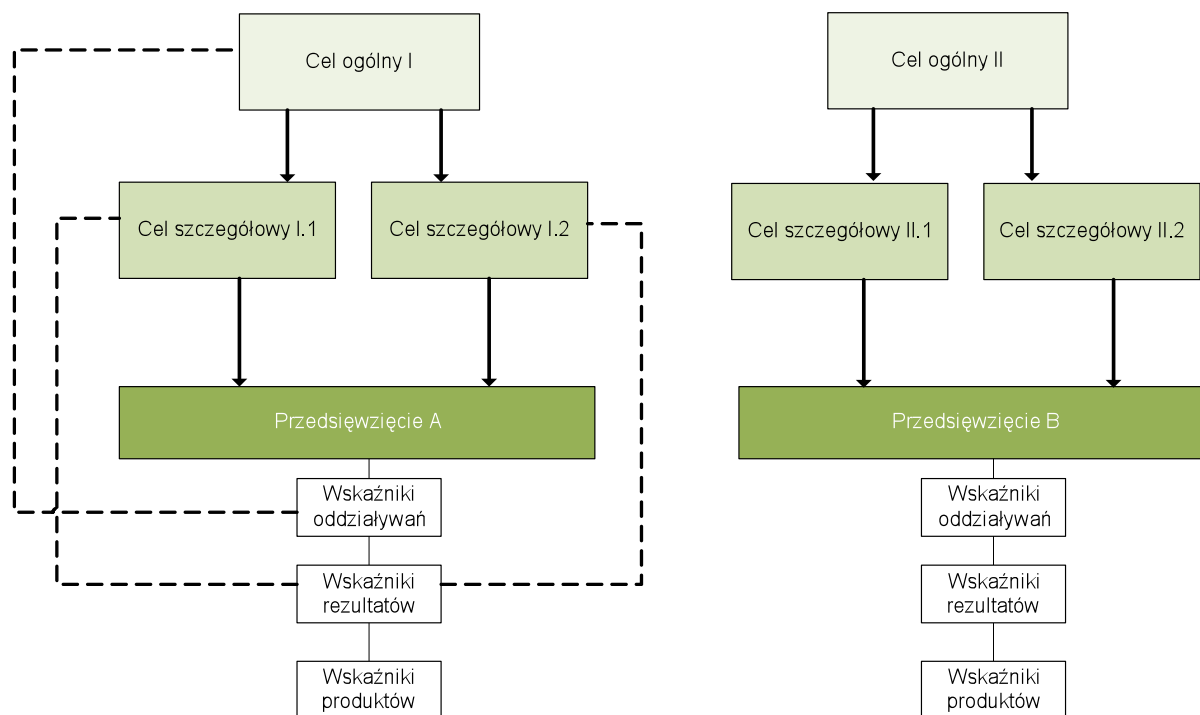 Cel ogólny I
Cel ogólny II
Cel szczegółowy I.1
Cel szczegółowy I.2
Cel szczegółowy II.1
Cel szczegółowy II.2
Przedsięwzięcie A
Przedsięwzięcie B
Wskaźniki
oddziaływań
Wskaźniki
oddziaływań
Wskaźniki
rezultatów
Wskaźniki
rezultatów
Wskaźniki
produktów
Wskaźniki
produktów